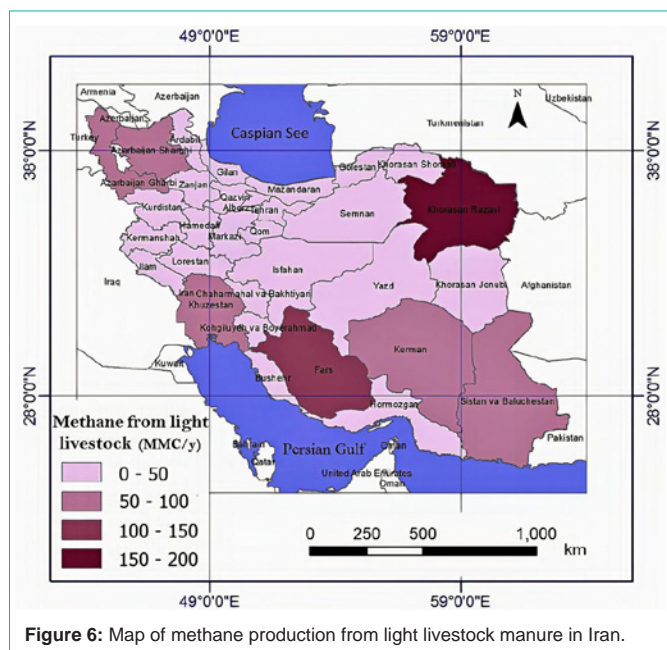 49°0'0"E 59°0'0"E
Armenia
Azerbaijan
Azerbaijan
N
Uzbekistan
Turkey
Ardabil
Caspian See
Turkmenistan
38°0'0"N
38°0'0"N
Azarbaijan Sharghi
Azarbaijan Gharbi
Gilan
Golestan
Khorasan Shomali
Zanjan
Mazandaran
Qazvin
Alborz
Tehran
Semnan
Khorasan Razavi
Kurdistan
Hamedan
Qom
Markazi
Kermanshah
Lorestan
Ilam
Isfahan
Iraq
Yazd
Khorasan Jonubi
Afghanistan
Iran
Chaharmahal va Bakhtiyari
Khuzestan
Kohgiluyeh va Boyerahmad
Kerman
Kuwait
Fars
Bushehr
Hormozgan
Sistan va Baluchestan
28°0'0"N
28°0'0"N
Pakistan
Persian Gulf
Bahrain
Qatar
Oman
United Arab Emirates
Oman
Methane from light
livestock (MMC/y)
0 - 50
50 - 100
100 - 150
150 - 200
0 250 500 1,000
km
49°0'0"E 59°0'0"E
Figure 6: Map of methane production from light livestock manure in Iran.